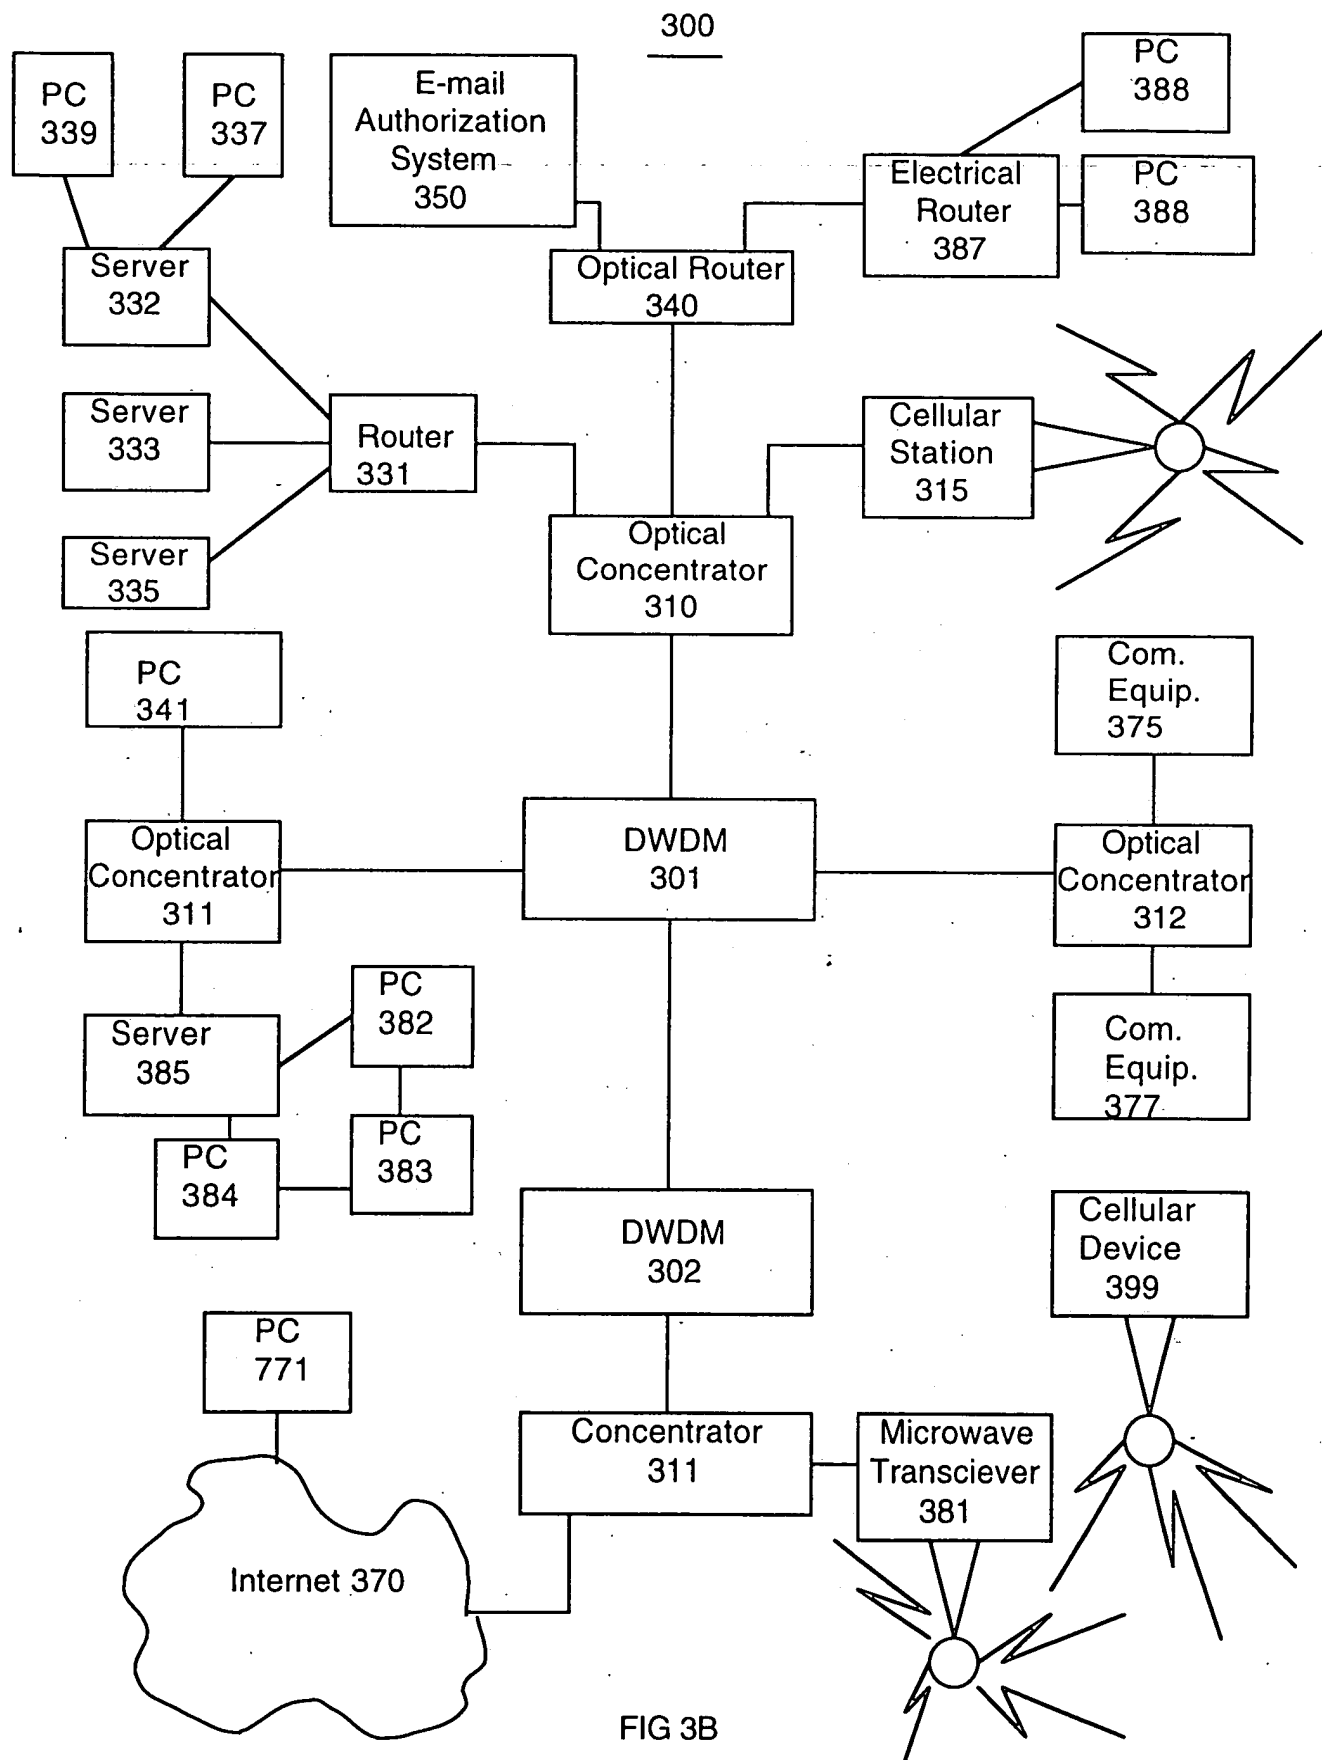 300
PC
339
PC
337
E-mail
Authorization
System
350
PC
388
Electrical
Router
387
PC
388
Server
332
Optical Router
340
Server
333
Router
331
Cellular
Station
315
Server
335
Optical
Concentrator
310
PC
341
Com.
Equip.
375
Optical
Concentrator
311
DWDM
301
Optical
Concentrator
312
Server
385
PC
382
Com.
Equip.
377
PC
384
PC
383
DWDM
302
Cellular
Device
399
PC
771
Concentrator
311
Microwave
Transciever
381
Internet 370
FIG 3B